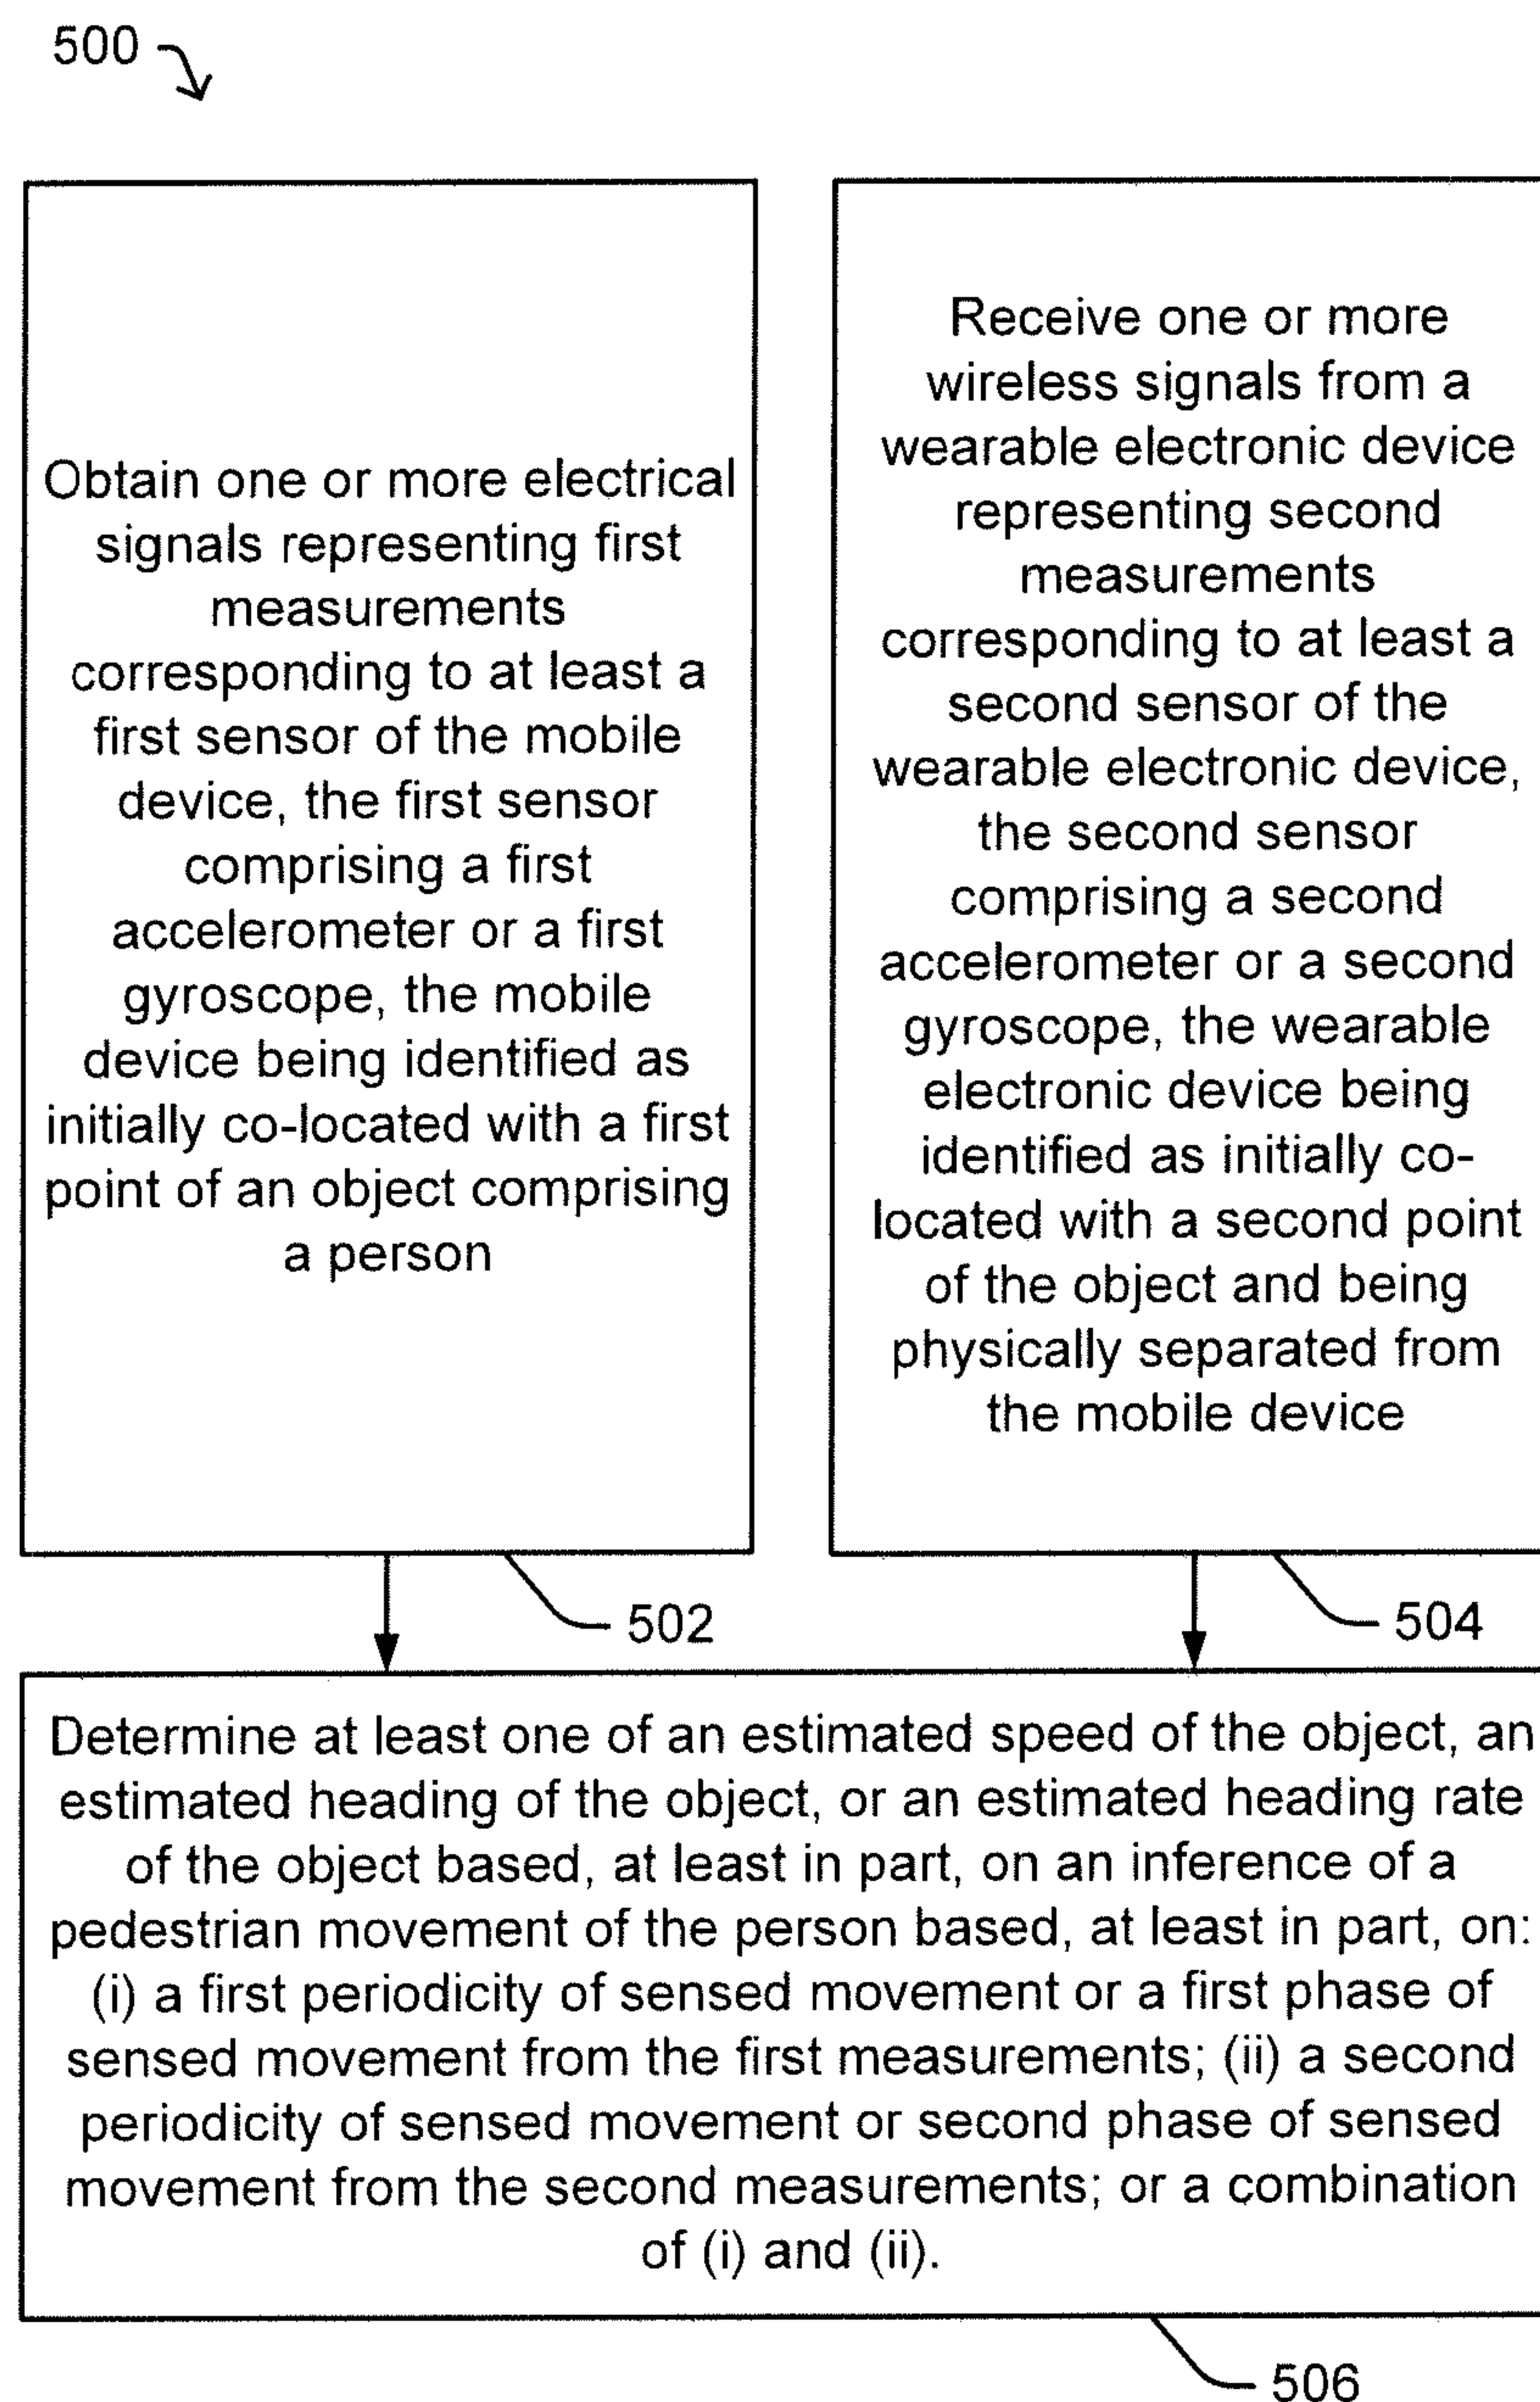 500
Obtain one or more electrical
signals representing first
measurements
corresponding to at least a
first sensor of the mobile
device, the first sensor
comprising a first
accelerometer or a first
gyroscope, the mobile
device being identified as
initially co-located with a first
point of an object comprising
a person
502
Receive one or more
wireless signals from a
wearable electronic device
representing second
measurements
corresponding to at least a
second sensor of the
wearable electronic device,
the second sensor
comprising a second
accelerometer or a second
gyroscope, the wearable
electronic device being
identified as initially co-
located with a second point
of the object and being
physically separated from
the mobile device
504
Determine at least one of an estimated speed of the object, an
estimated heading of the object, or an estimated heading rate
of the object based, at least in part, on an inference of a
pedestrian movement of the person based, at least in part, on:
(i) a first periodicity of sensed movement or a first phase of
sensed movement from the first measurements; (ii) a second
periodicity of sensed movement or second phase of sensed
movement from the second measurements; or a combination
of (i) and (ii).
506